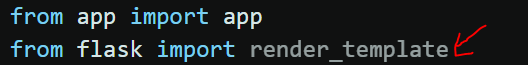 from app import app
from flask import render_template